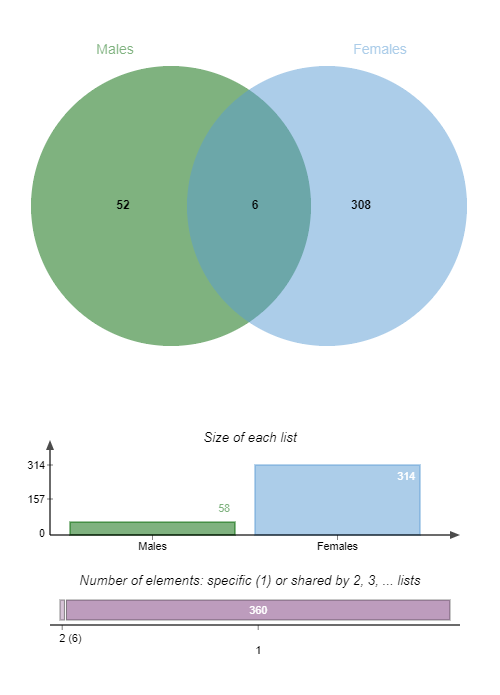 Males Females
52 6 308
Size of each list
314
157
0
58
314
Males Females
Number of elements: specific (1) or shared by 2, 3, ... lists
360
2 (6)
1